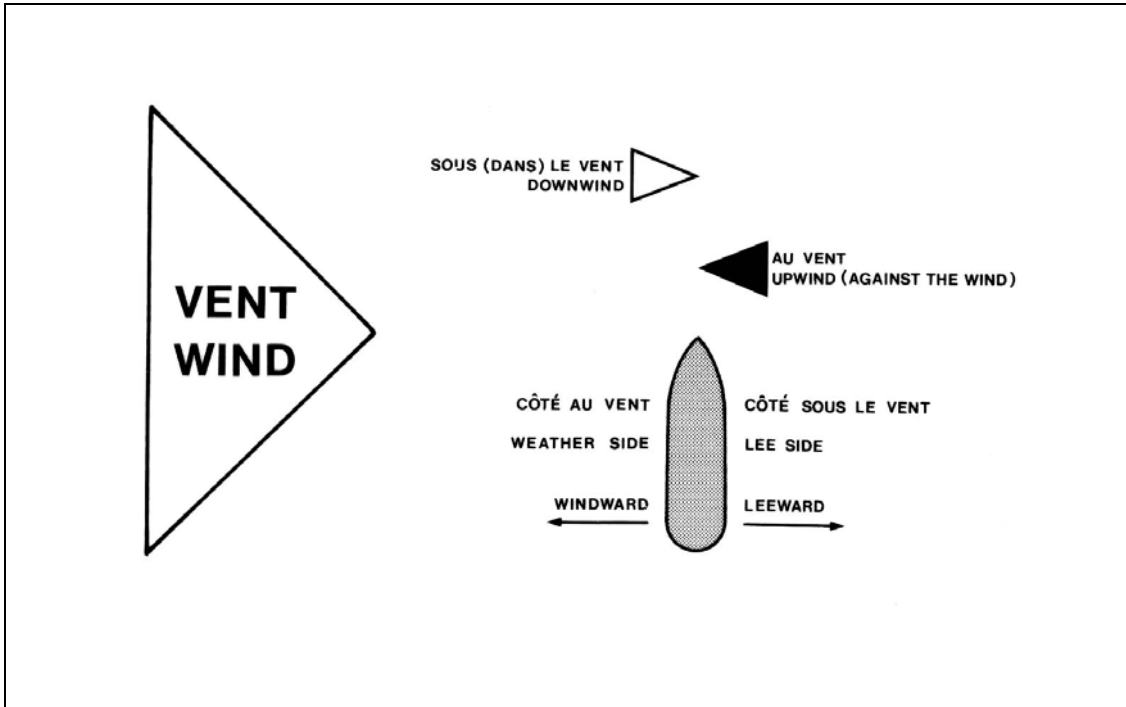 VENT
WIND
SOUS (DANS) LE VENT
DOWNWIND
AU VENT
UPWIND (AGAINST THE WIND)
CÔTÉ AU VENT
CÔTÉ SOUS LE VENT
WEATHER SIDE
LEE SIDE
WINDWARD
LEEWARD